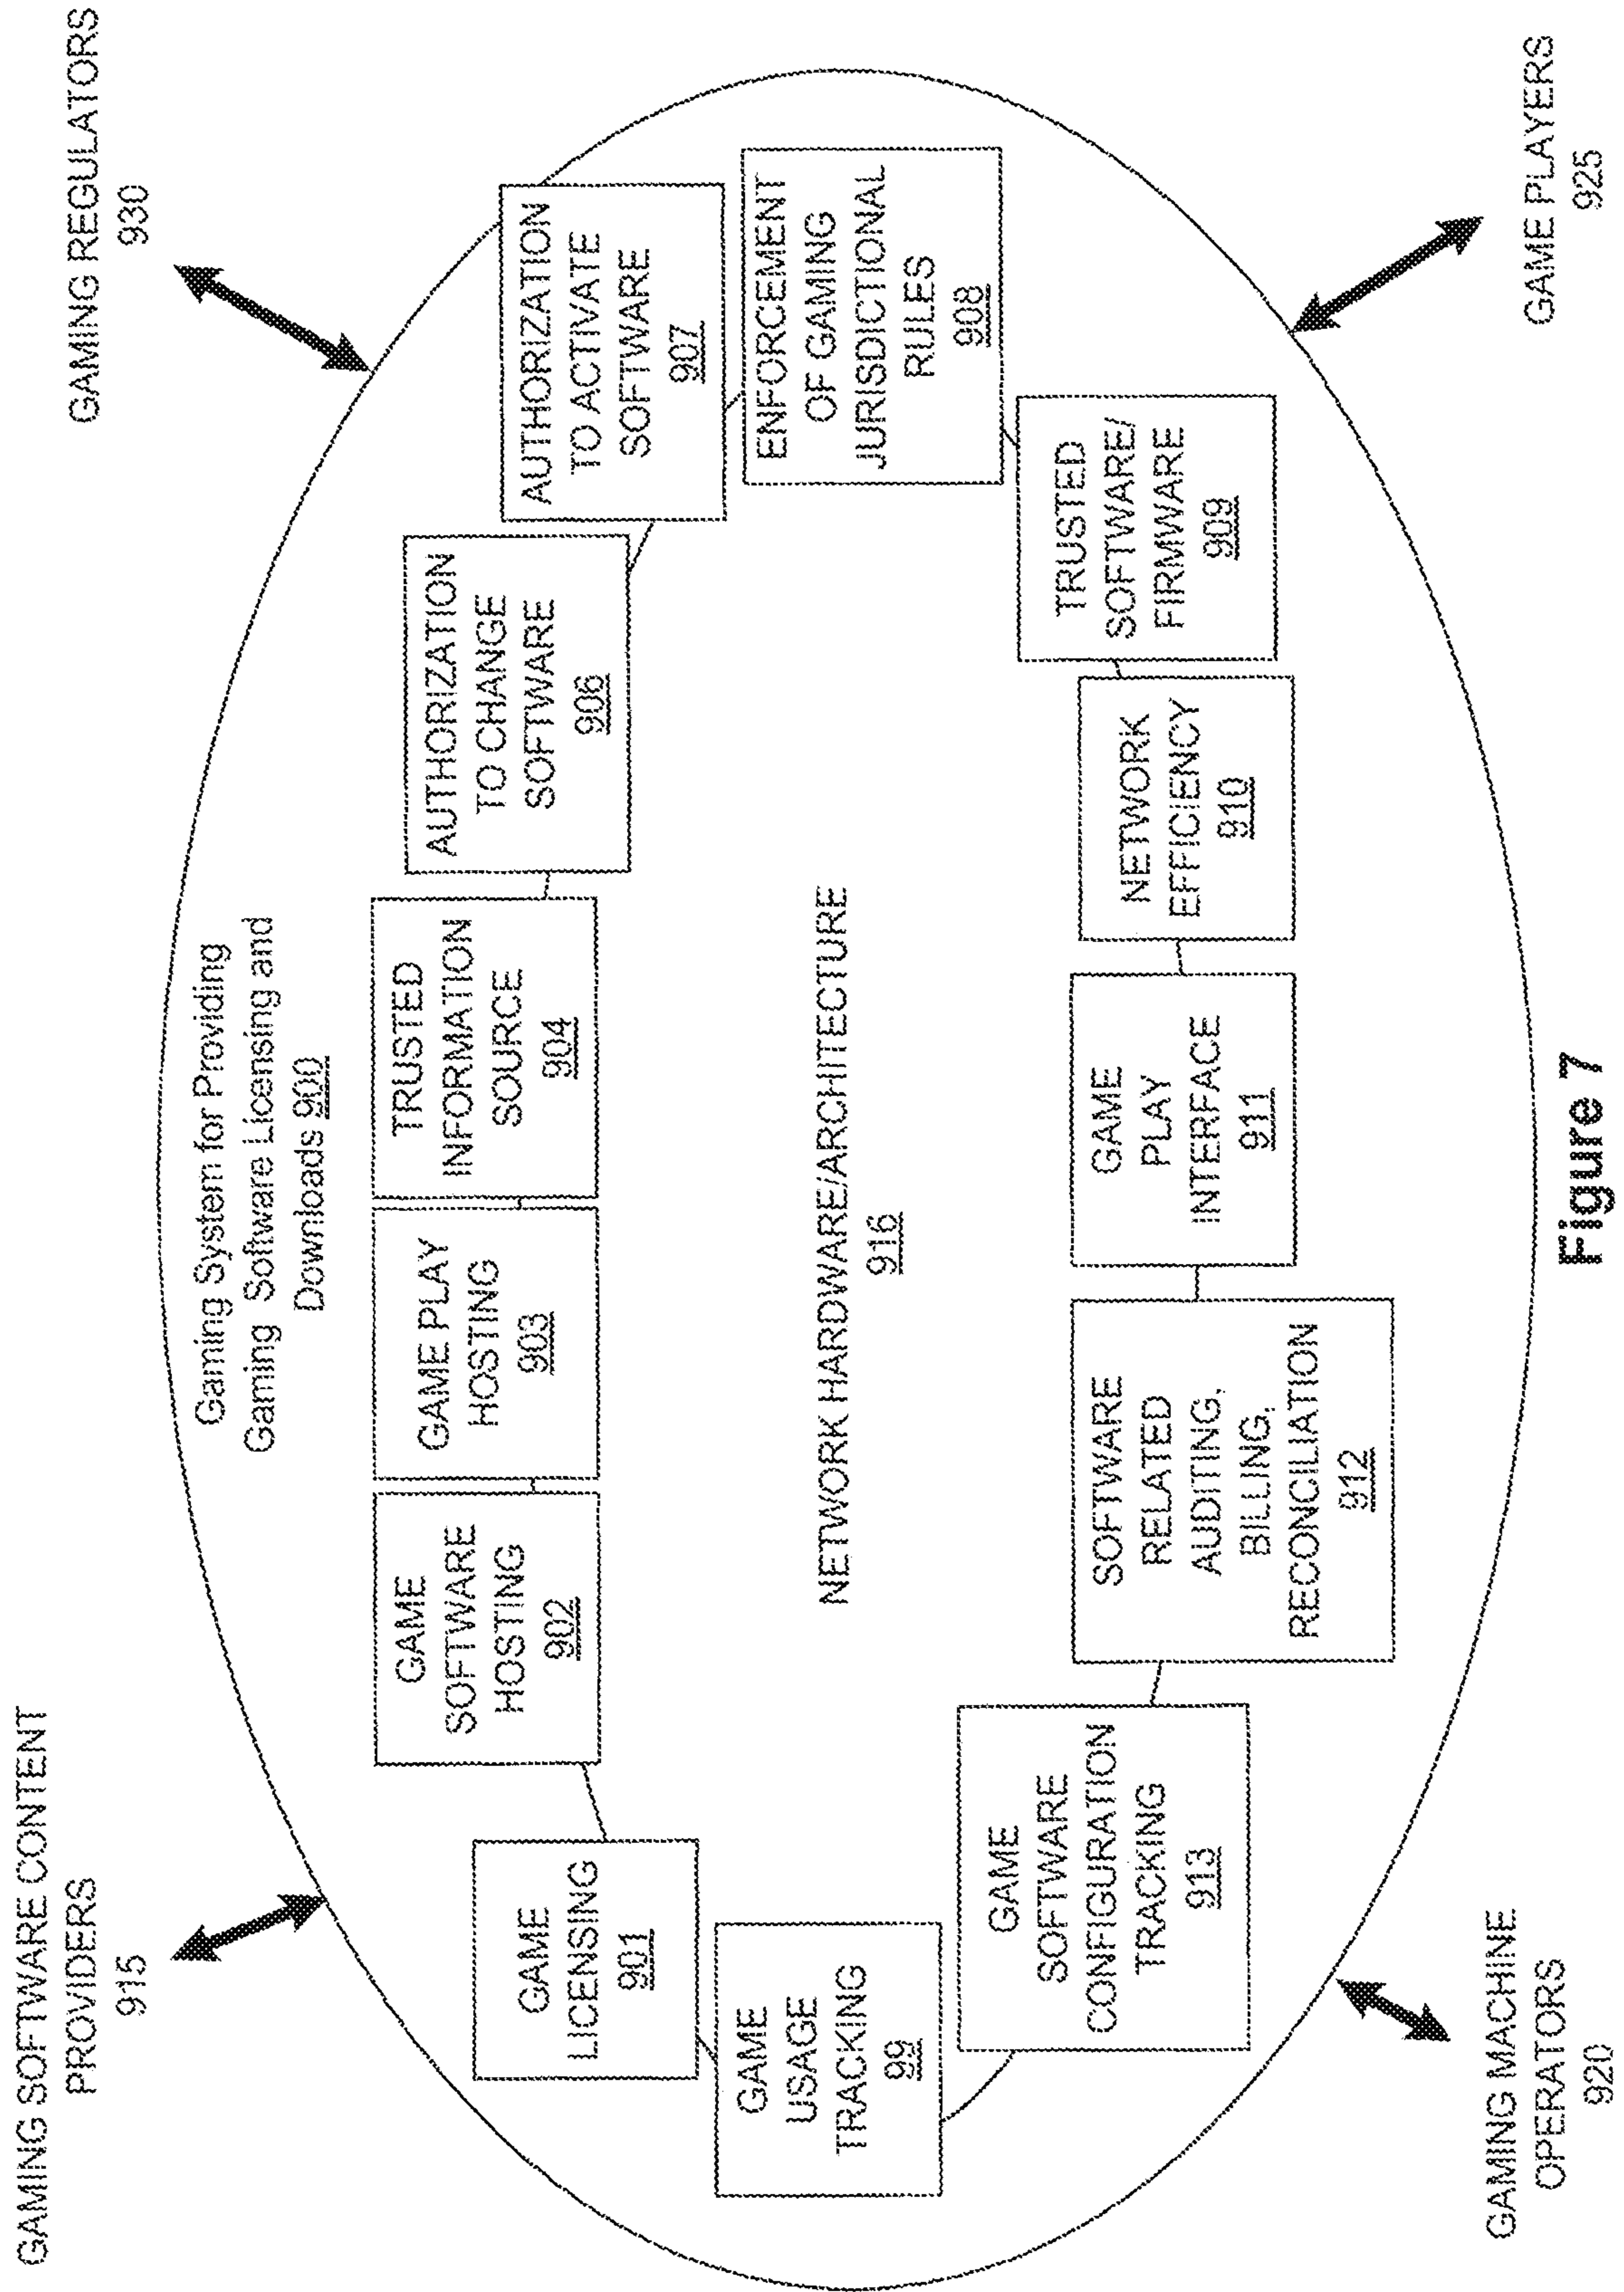 GAMING SOFTWARE CONTENT
PROVIDERS
915
GAMING REGULATORS
930
Gaming System for Providing
Gaming Software Licensing and
Downloads 900
GAME
LICENSING
901
GAME
SOFTWARE
HOSTING
902
GAME PLAY
HOSTING
903
TRUSTED
INFORMATION
SOURCE
904
AUTHORIZATION
TO CHANGE
SOFTWARE
906
AUTHORIZATION
TO ACTIVATE
SOFTWARE
907
GAME
USAGE
TRACKING
99
NETWORK HARDWARE/ARCHITECTURE
916
ENFORCEMENT
OF GAMING
JURISDICTIONAL
RULES
908
GAME
SOFTWARE
CONFIGURATION
TRACKING
913
SOFTWARE
RELATED
AUDITING,
BILLING,
RECONCILIATION
912
GAME
PLAY
INTERFACE
911
NETWORK
EFFICIENCY
910
TRUSTED
SOFTWARE/
FIRMWARE
909
GAMING MACHINE
OPERATORS
920
GAME PLAYERS
925
Figure 7